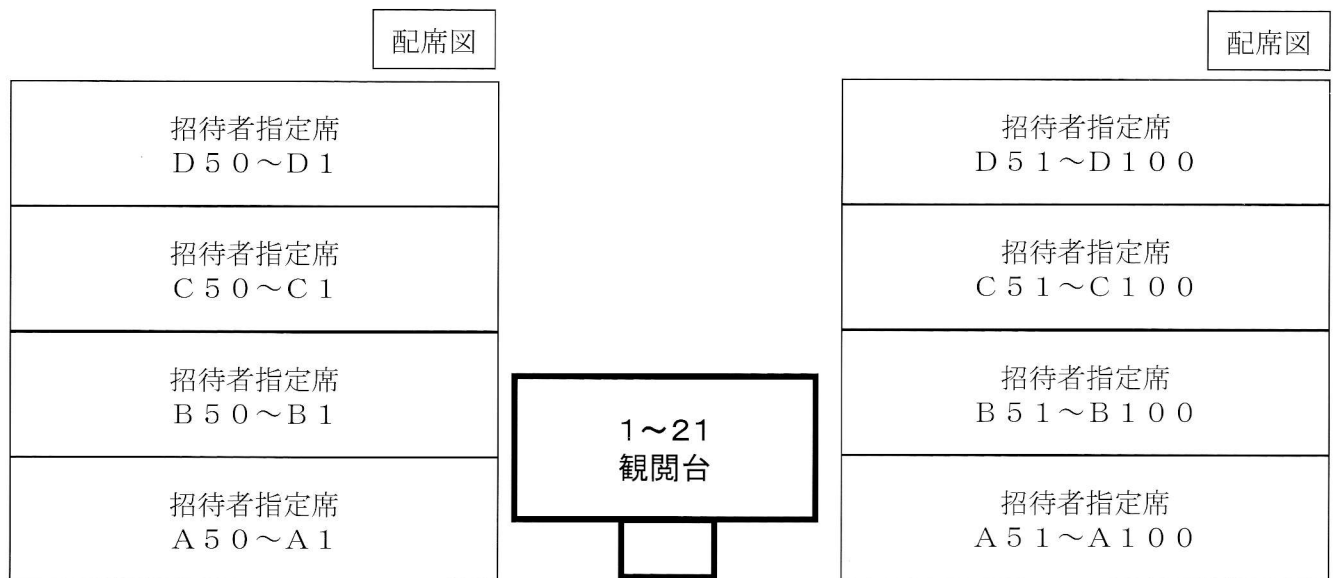 配席図
招待者指定席
D50~D1
招待者指定席
C50~C1
招待者指定席
B50~B1
招待者指定席
A50~A1
1~21
観閲台
配席図
招待者指定席
D51~D100
招待者指定席
C51~C100
招待者指定席
B51~B100
招待者指定席
A51~A100